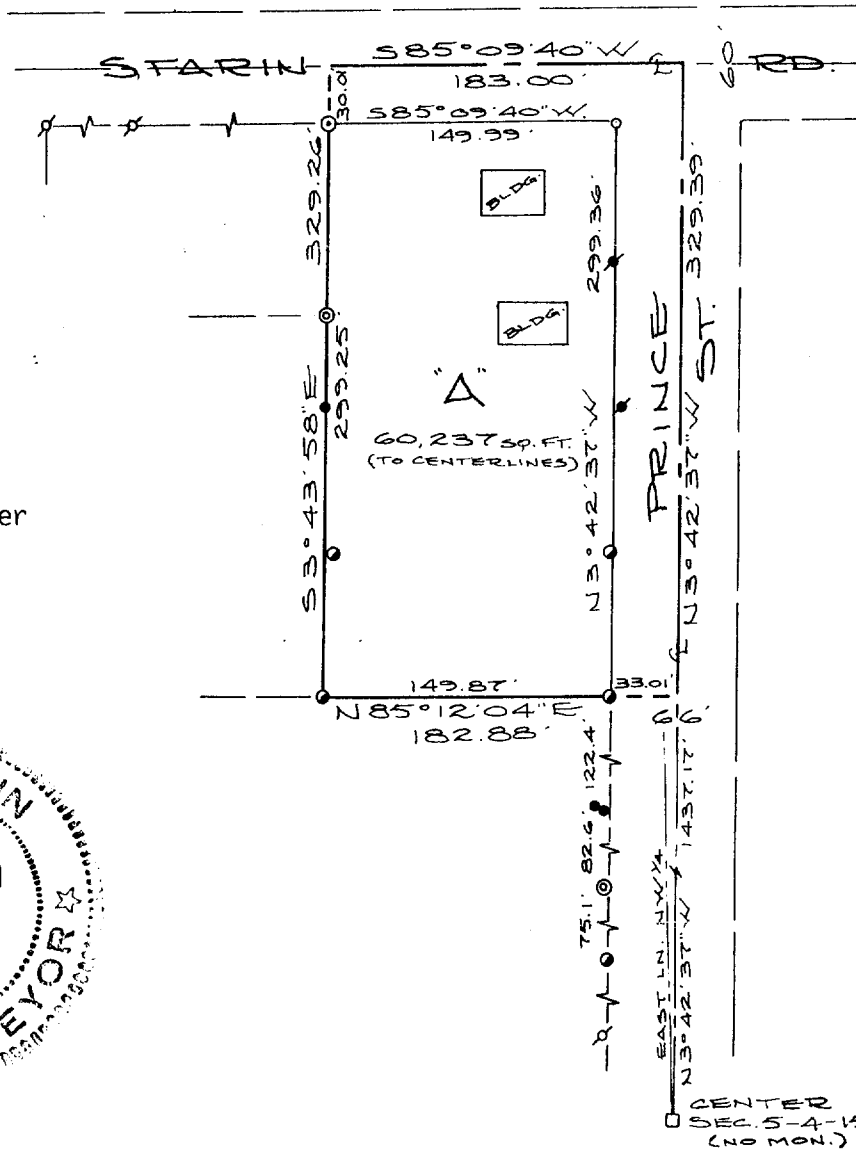 S85°09'40"W
STARIN RD.
60'
183.00'
30.01
S85°09'40"W.
149.99'
329.26'
BLDG.
299.36'
PRINCE ST.
329.39'
BLDG.
299.25'
"A"
60,237 SQ. FT.
(TO CENTERLINES)
S3°43'58"E
N3°42'37"W
N3°42'37"W
er
149.87'
33.01'
N85°12'04"E
182.88'
66'
122.4'
82.6'
75.1'
1437.17'
EAST LN. NW 1/4
N3°42'37"W
CENTER
SEC. 5-4-15
(NO MON.)
EYOR